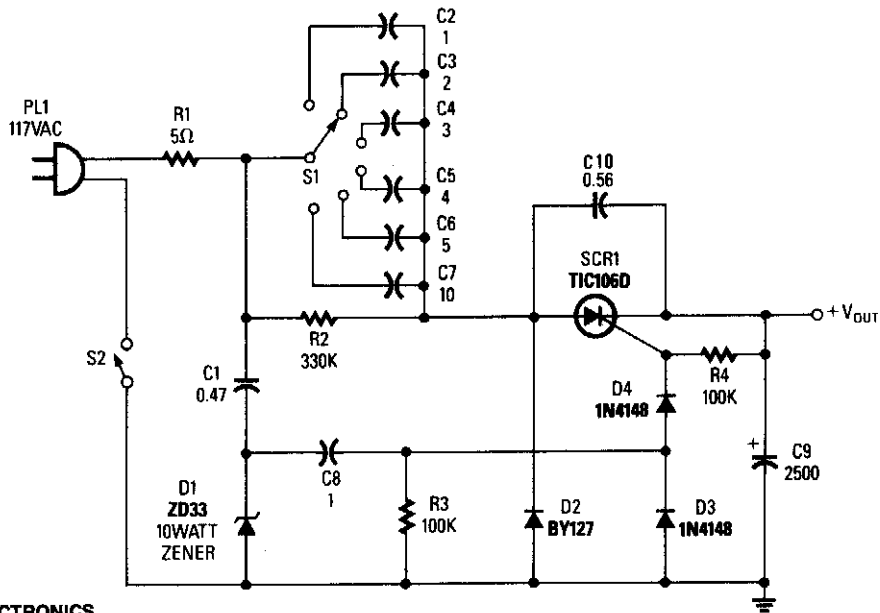 C2
1
C3
2
PL1
117VAC
R1
5Ω
C4
3
S1
C5
4
C10
0.56
C6
5
SCR1
TIC106D
C7
10
+VOUT
R2
330K
S2
C1
0.47
R4
100K
D4
1N4148
C9
2500
+
C8
1
D1
ZD33
10WATT
ZENER
R3
100K
D2
BY127
D3
1N4148